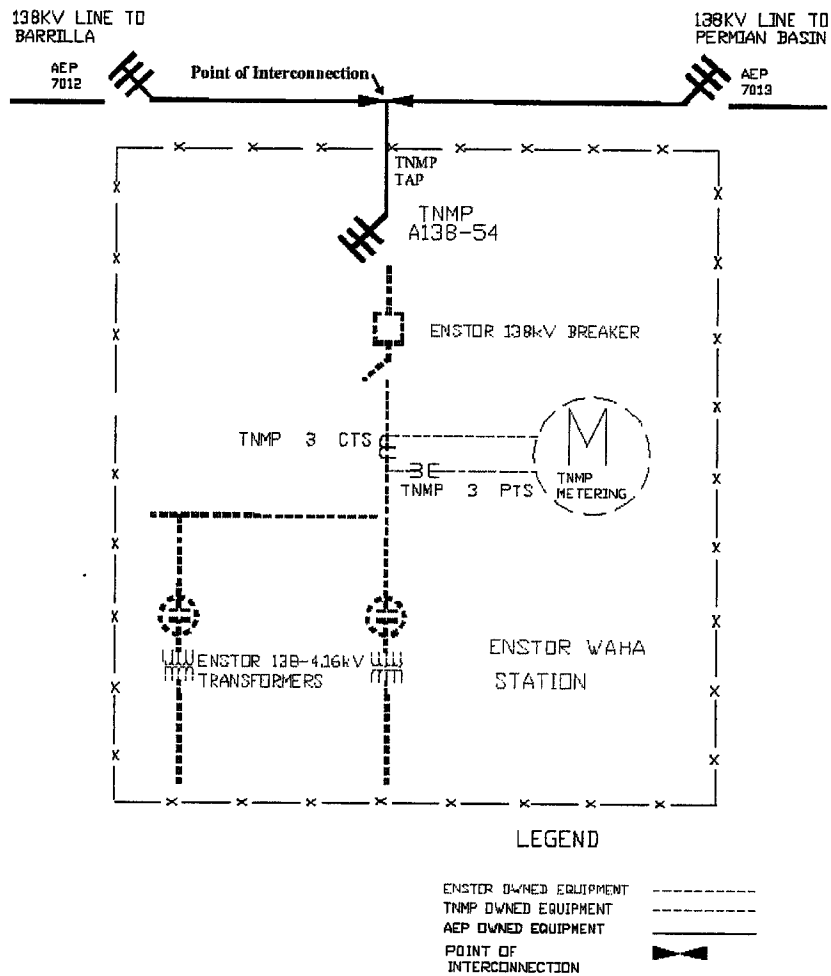 138KV LINE TO
BARRILLA
138KV LINE TO
PERMIAN BASIN
AEP
7012
Point of Interconnection
AEP
7013
TNMP
TAP
TNMP
A138-54
ENSTOR 138kV BREAKER
TNMP 3 CTS
M
TNMP
METERING
TNMP 3 PTS
ENSTOR 138-4.16kV
TRANSFORMERS
ENSTOR WAHA
STATION
LEGEND
ENSTOR OWNED EQUIPMENT
TNMP OWNED EQUIPMENT
AEP OWNED EQUIPMENT
POINT OF
INTERCONNECTION